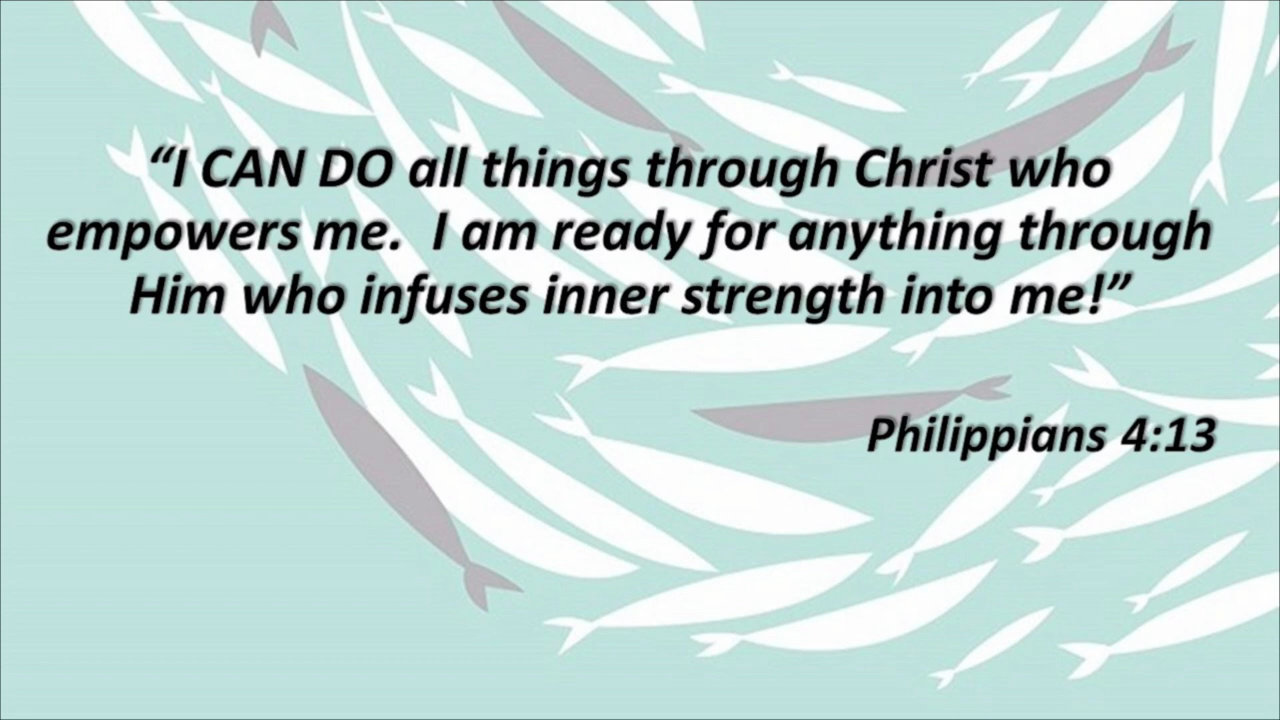 “I CAN DO all things through Christ who
empowers me.  I am ready for anything through
Him who infuses inner strength into me!”
Philippians 4:13